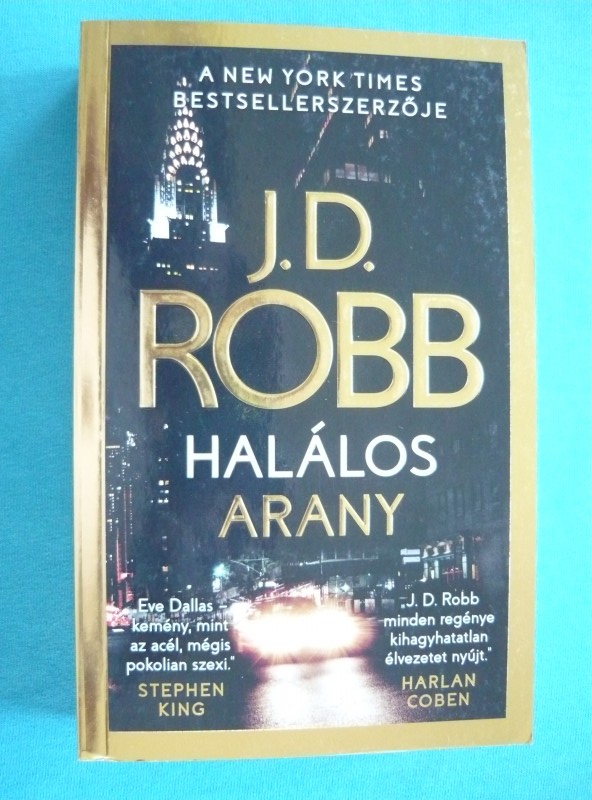 A NEW YORK TIMES
BESTSELLERSZERZŐJE
J.D.
ROBB
HALÁLOS
ARANY
„Eve Dallas
kemény, mint
az acél, mégis
pokolian szexi."
STEPHEN
KING
„J. D. Robb
minden regénye
kihagyhatatlan
élvezetet nyújt."
HARLAN
COBEN